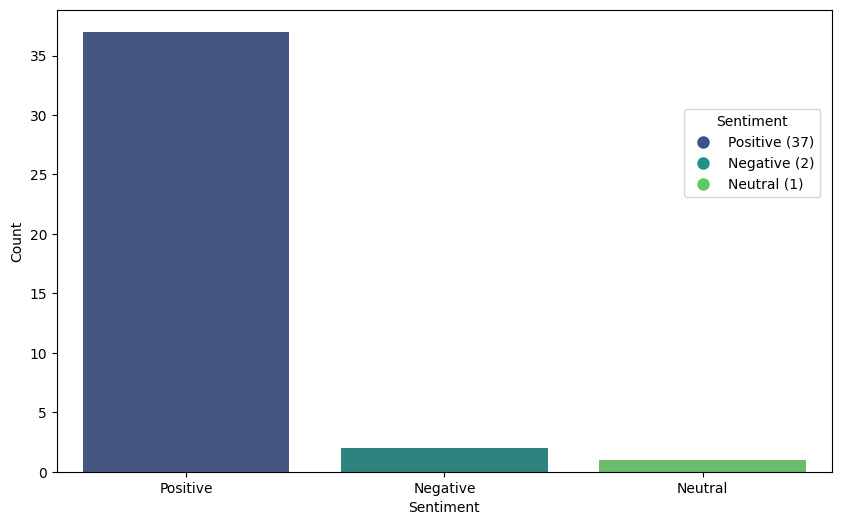 35
30
25
20
15
10
5
0
Count
Sentiment
Positive (37)
Negative (2)
Neutral (1)
Positive
Negative
Neutral
Sentiment